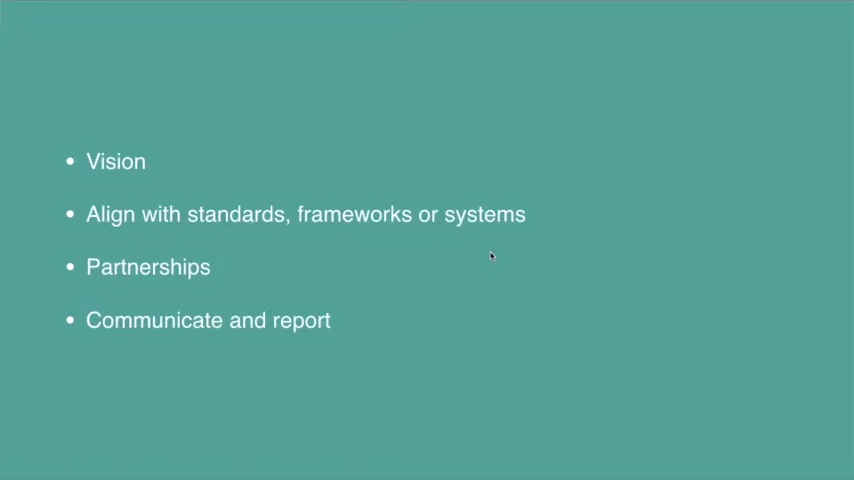 • Vision
• Align with standards, frameworks or systems
• Partnerships
• Communicate and report